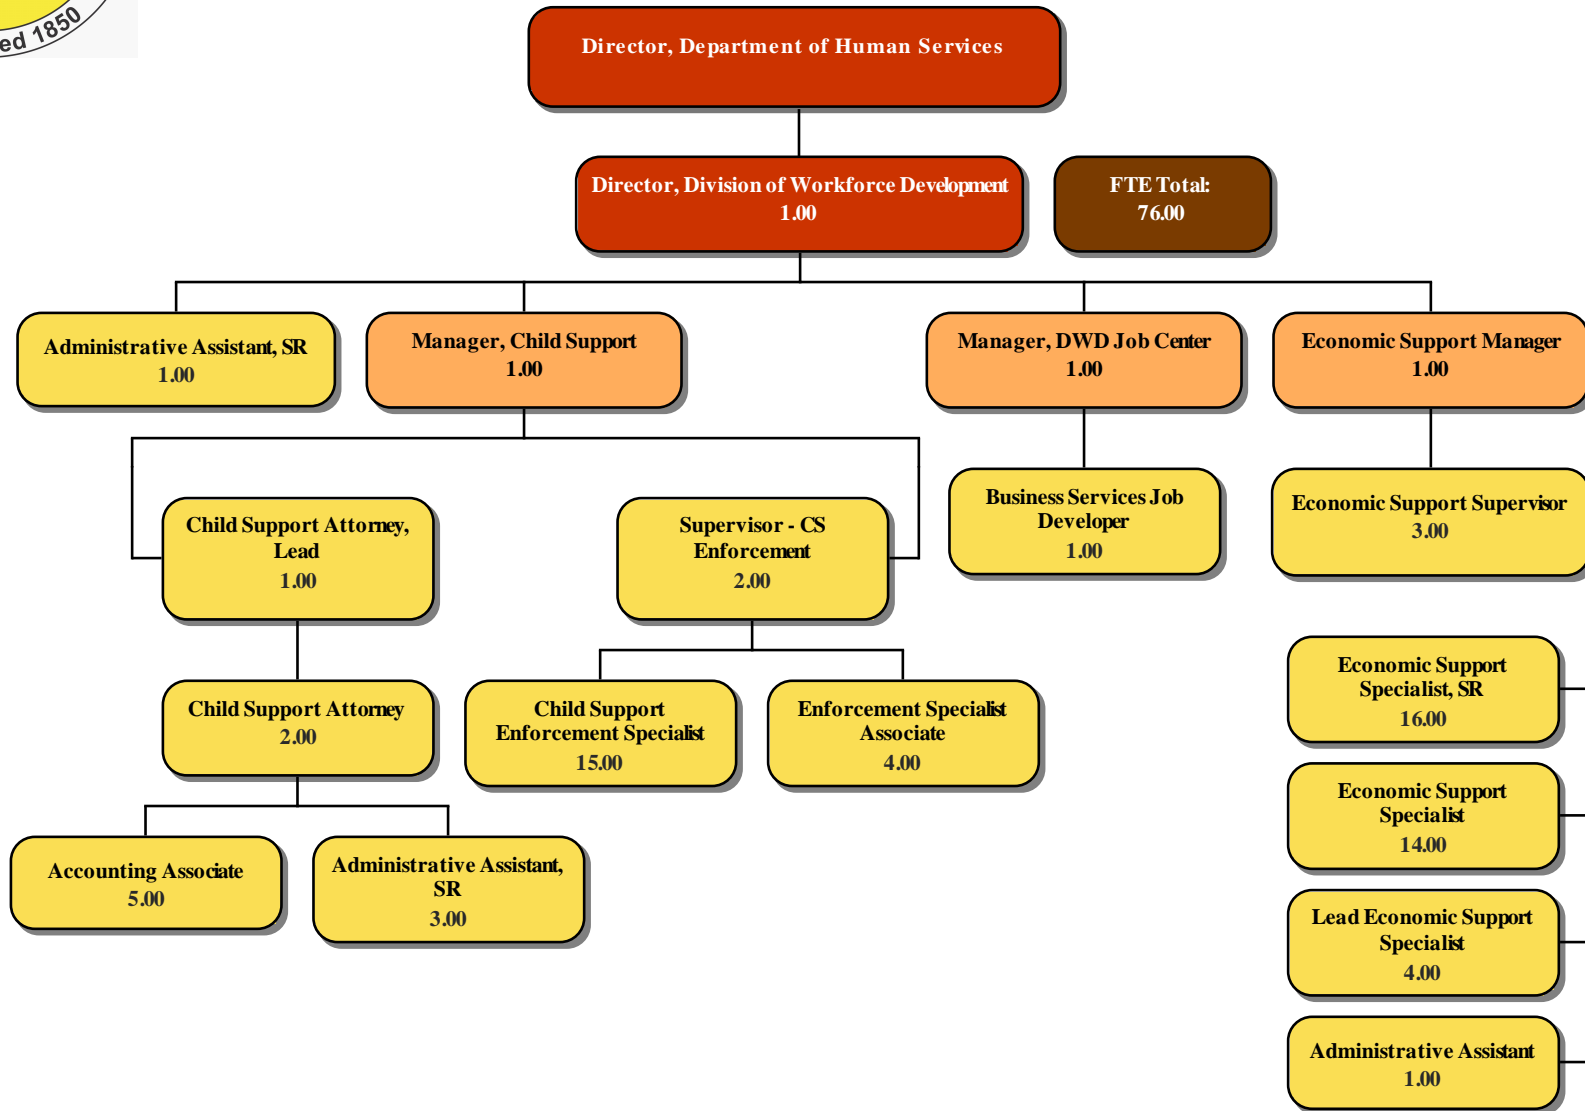 ed 1850
Director, Department of Human Services
Director, Division of Workforce Development
1.00
FTE Total:
76.00
Administrative Assistant, SR
1.00
Manager, Child Support
1.00
Manager, DWD Job Center
1.00
Economic Support Manager
1.00
Child Support Attorney,
Lead
1.00
Supervisor - CS
Enforcement
2.00
Business Services Job
Developer
1.00
Economic Support Supervisor
3.00
Child Support Attorney
2.00
Child Support
Enforcement Specialist
15.00
Enforcement Specialist
Associate
4.00
Economic Support
Specialist, SR
16.00
Economic Support
Specialist
14.00
Accounting Associate
5.00
Administrative Assistant,
SR
3.00
Lead Economic Support
Specialist
4.00
Administrative Assistant
1.00